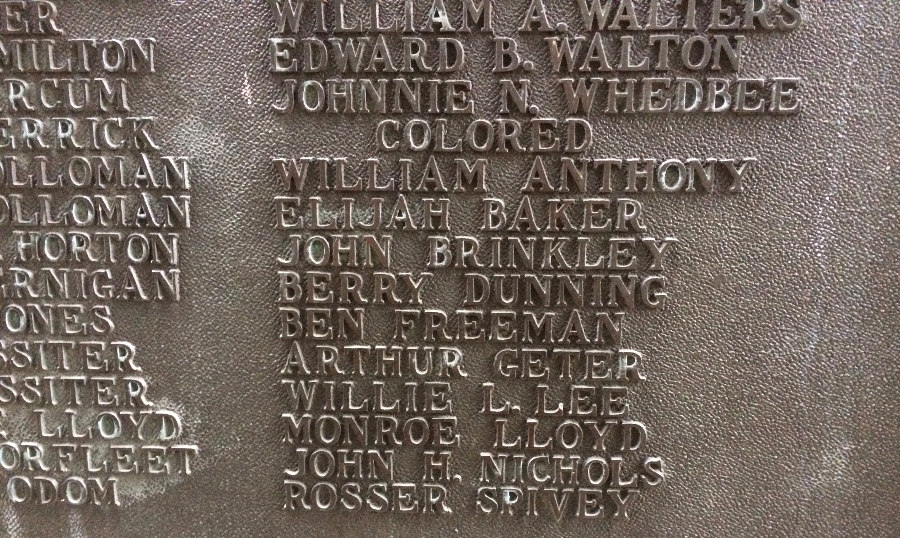 ER
MILTON
RCUM
ERRICK
OLLOMAN
OLLOMAN
HORTON
ERNIGAN
ONES
SSITER
SSITER
LLOYD
ORFLEET
ODOM
WILLIAM A. WALTERS
EDWARD B. WALTON
JOHNNIE N. WHEDBEE
COLORED
WILLIAM ANTHONY
ELIJAH BAKER
JOHN BRINKLEY
BERRY DUNNING
BEN FREEMAN
ARTHUR GETER
WILLIE L. LEE
MONROE LLOYD
JOHN H. NICHOLS
ROSSER SPIVEY